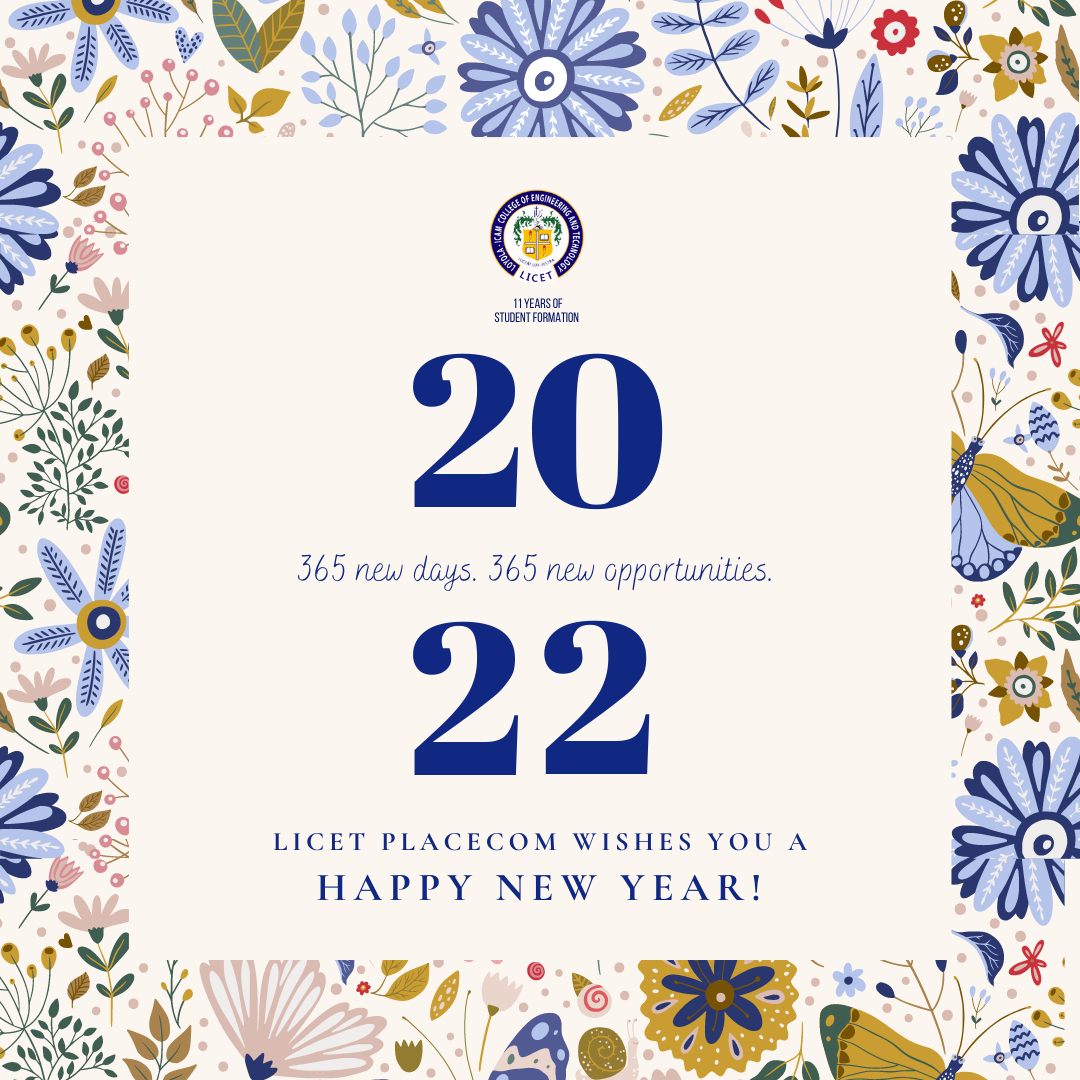 LOYOLA-ICAM COLLEGE OF ENGINEERING AND TECHNOLOGY
LICET
11 YEARS OF
STUDENT FORMATION
20
365 new days. 365 new opportunities.
22
LICET PLACECOM WISHES YOU A
HAPPY NEW YEAR!